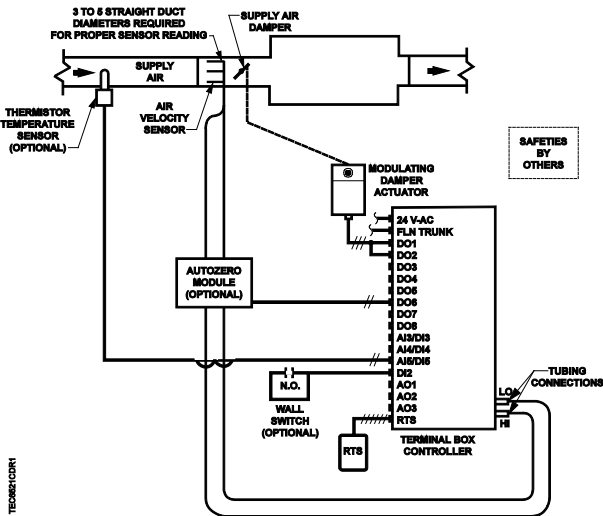 3 TO 5 STRAIGHT DUCT
DIAMETERS REQUIRED
FOR PROPER SENSOR READING
SUPPLY AIR
DAMPER
SUPPLY
AIR
AIR
VELOCITY
SENSOR
THERMISTOR
TEMPERATURE
SENSOR
(OPTIONAL)
SAFETIES
BY
OTHERS
MODULATING
DAMPER
ACTUATOR
24 V-AC
FLN TRUNK
DO1
DO2
DO3
DO4
DO5
DO6
DO7
DO8
AI3/DI3
AI4/DI4
AI5/DI5
DI2
AO1
AO2
AO3
RTS
AUTOZERO
MODULE
(OPTIONAL)
N.O.
WALL
SWITCH
(OPTIONAL)
RTS
LO
HI
TUBING
CONNECTIONS
TERMINAL BOX
CONTROLLER
TEC6621CDR1